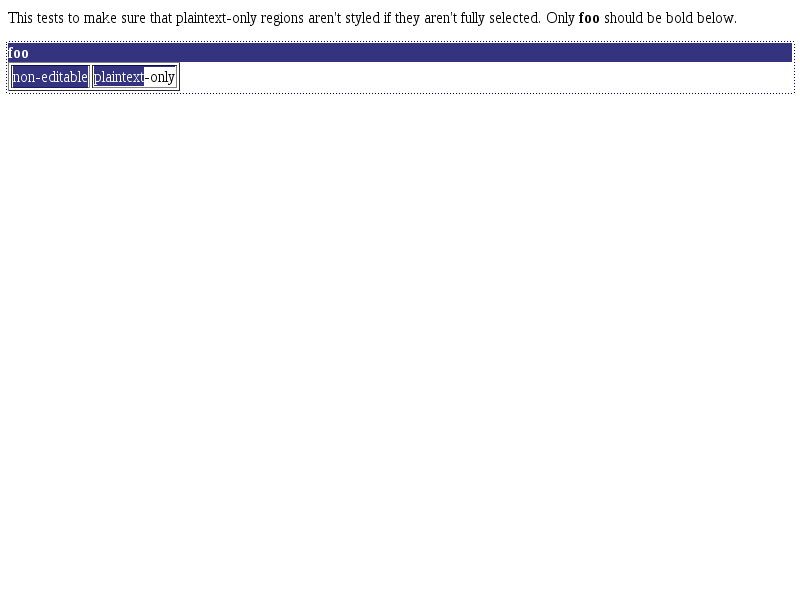 This tests to make sure that plaintext-only regions aren't styled if they aren't fully selected. Only foo should be bold below.
foo
non-editable plaintext-only